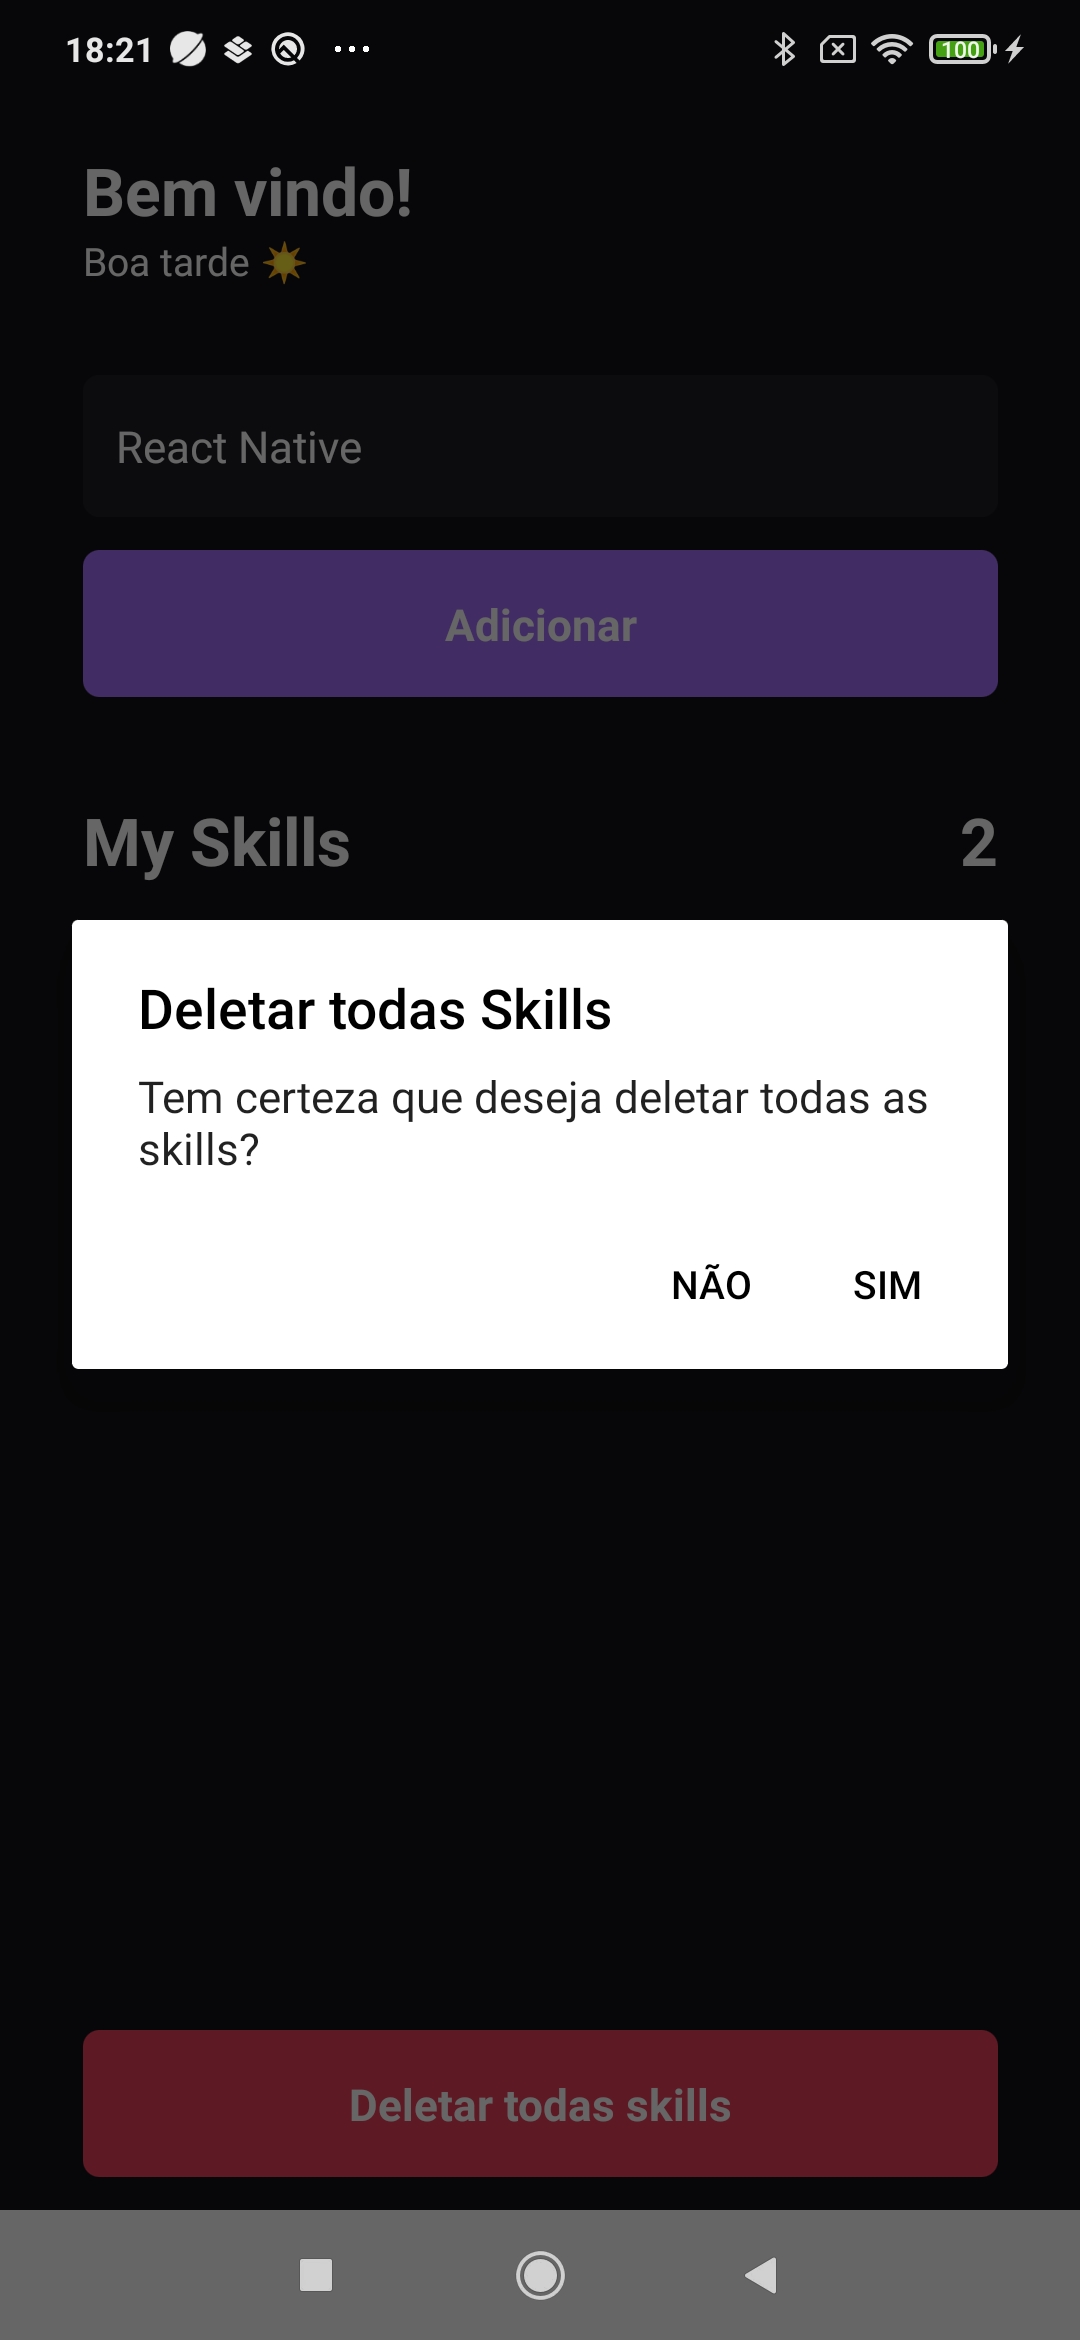 18:21
100
Bem vindo!
Boa tarde
React Native
Adicionar
My Skills 2
Deletar todas Skills
Tem certeza que deseja deletar todas as
skills?
NÃO SIM
Deletar todas skills